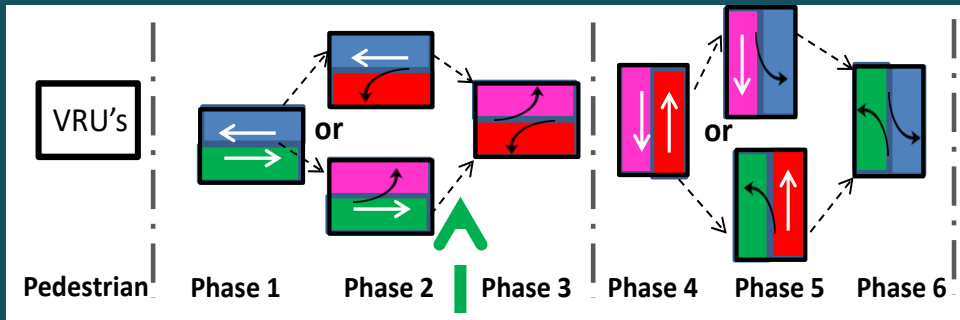 VRU's
or
or
Pedestrian
Phase 1
Phase 2
Phase 3
Phase 4
Phase 5
Phase 6